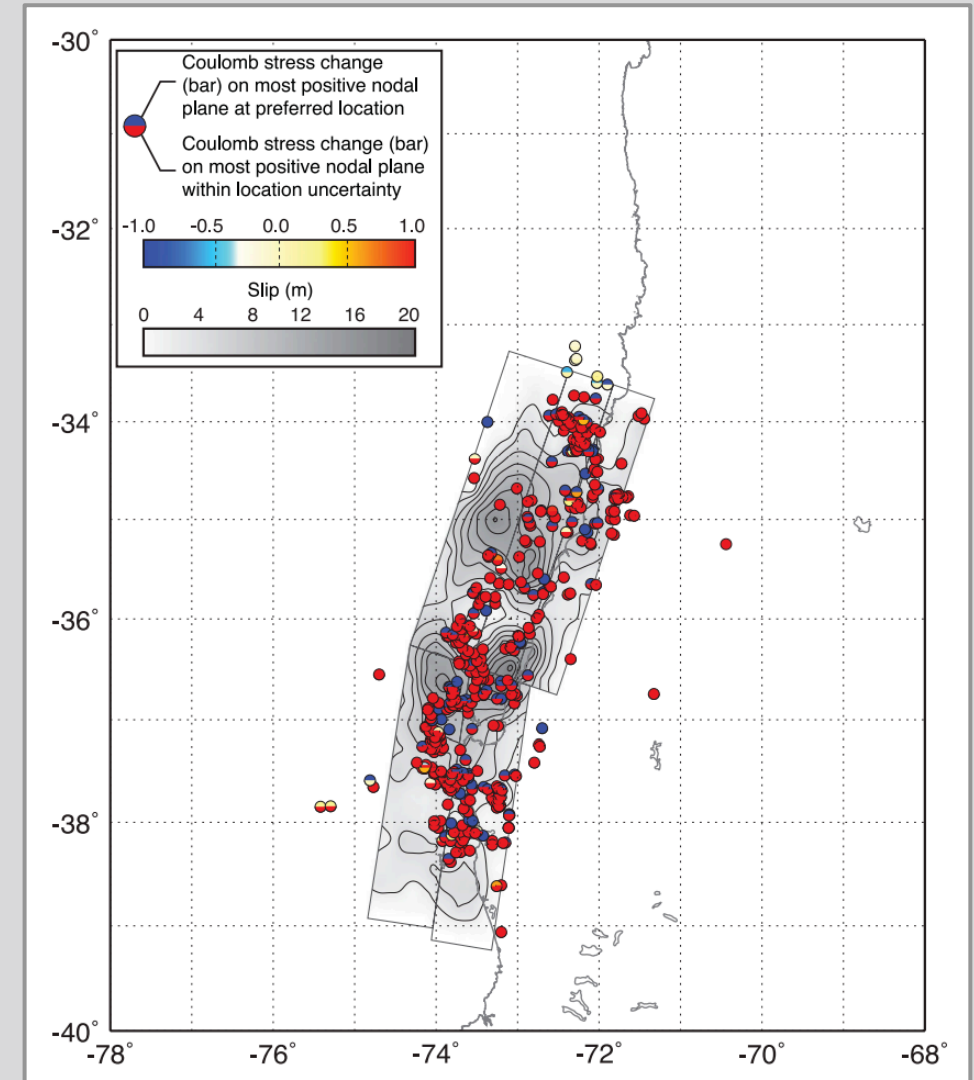 -30°
Coulomb stress change
(bar) on most positive nodal
plane at preferred location
Coulomb stress change (bar)
on most positive nodal plane
within location uncertainty
-1.0 -0.5 0.0 0.5 1.0
Slip (m)
0 4 8 12 16 20
-32°
-34°
-36°
-38°
-40°
-78° -76° -74° -72° -70° -68°